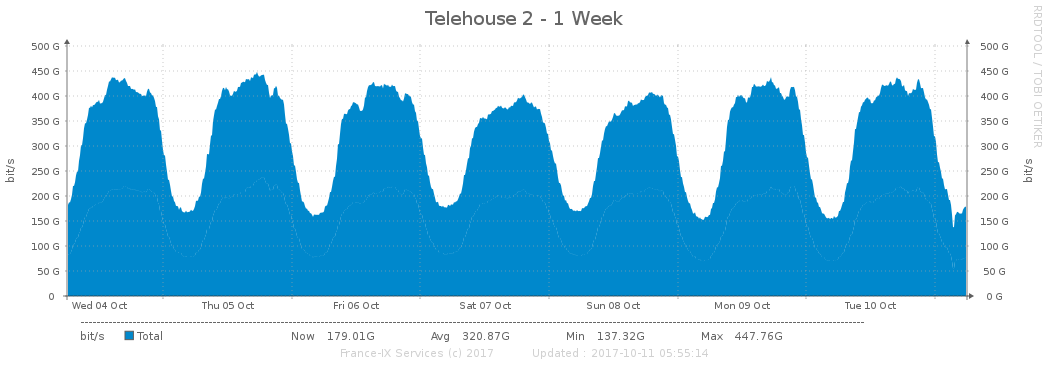 Telehouse 2 - 1 Week
RRDTOOL / TOBI OETIKER
500 G 500 G
450 G 450 G
400 G 400 G
350 G 350 G
300 G 300 G
250 G 250 G
200 G 200 G
150 G 150 G
100 G 100 G
50 G 50 G
0 0 G
bit/s bit/s
Wed 04 Oct Thu 05 Oct Fri 06 Oct Sat 07 Oct Sun 08 Oct Mon 09 Oct Tue 10 Oct
bit/s Total Now 179.01G Avg 320.87G Min 137.32G Max 447.76G
France-IX Services (c) 2017 Updated : 2017-10-11 05:55:14